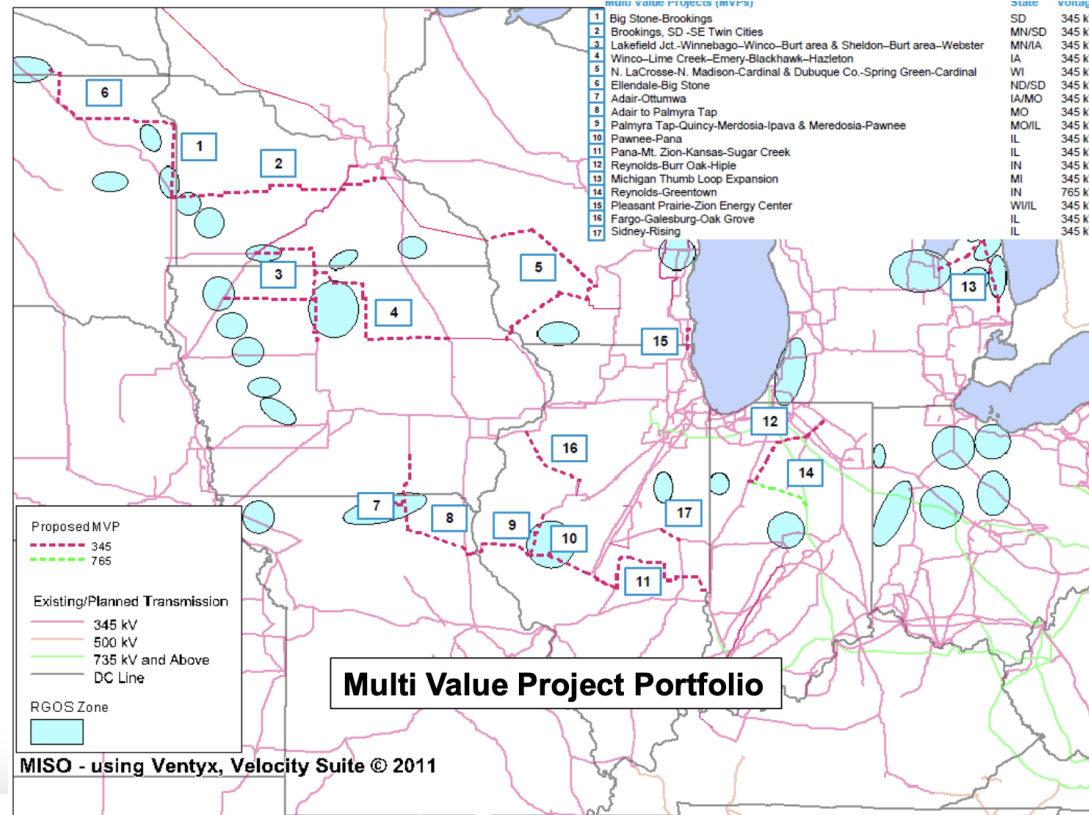 Multi Value Projects (MVPs) State Voltag
1 Big Stone-Brookings SD 345 k
2 Brookings, SD -SE Twin Cities MN/SD 345 k
3 Lakefield Jct.-Winnebago–Winco–Burt area & Sheldon–Burt area–Webster MN/IA 345 k
4 Winco–Lime Creek–Emery-Blackhawk–Hazleton IA 345 k
5 N. LaCrosse-N. Madison-Cardinal & Dubuque Co.-Spring Green-Cardinal WI 345 k
6 Ellendale-Big Stone ND/SD 345 k
7 Adair-Ottumwa IA/MO 345 k
8 Adair to Palmyra Tap MO 345 k
9 Palmyra Tap-Quincy-Merdosia-Ipava & Meredosia-Pawnee MO/IL 345 k
10 Pawnee-Pana IL 345 k
11 Pana-Mt. Zion-Kansas-Sugar Creek IL 345 k
12 Reynolds-Burr Oak-Hiple IN 345 k
13 Michigan Thumb Loop Expansion MI 345 k
14 Reynolds-Greentown IN 765 k
15 Pleasant Prairie-Zion Energy Center WI/IL 345 k
16 Fargo-Galesburg-Oak Grove IL 345 k
17 Sidney-Rising IL 345 k
6
1
2
5
3
13
4
15
12
16
14
7
17
8
9
10
11
Proposed MVP
345
765
Existing/Planned Transmission
345 kV
500 kV
735 kV and Above
DC Line
RGOS Zone
Multi Value Project Portfolio
MISO - using Ventyx, Velocity Suite © 2011